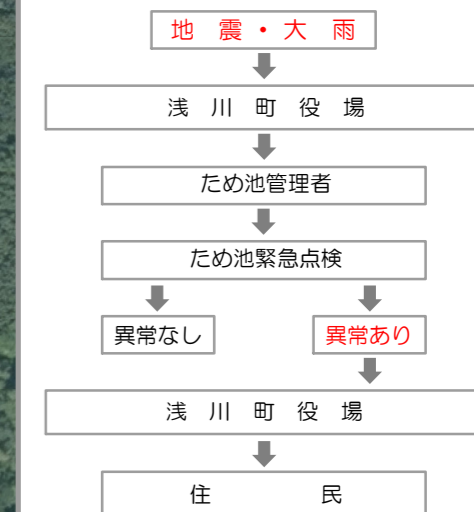 地震・大雨
浅川町役場
ため池管理者
ため池緊急点検
異常なし 異常あり
浅川町役場
住民